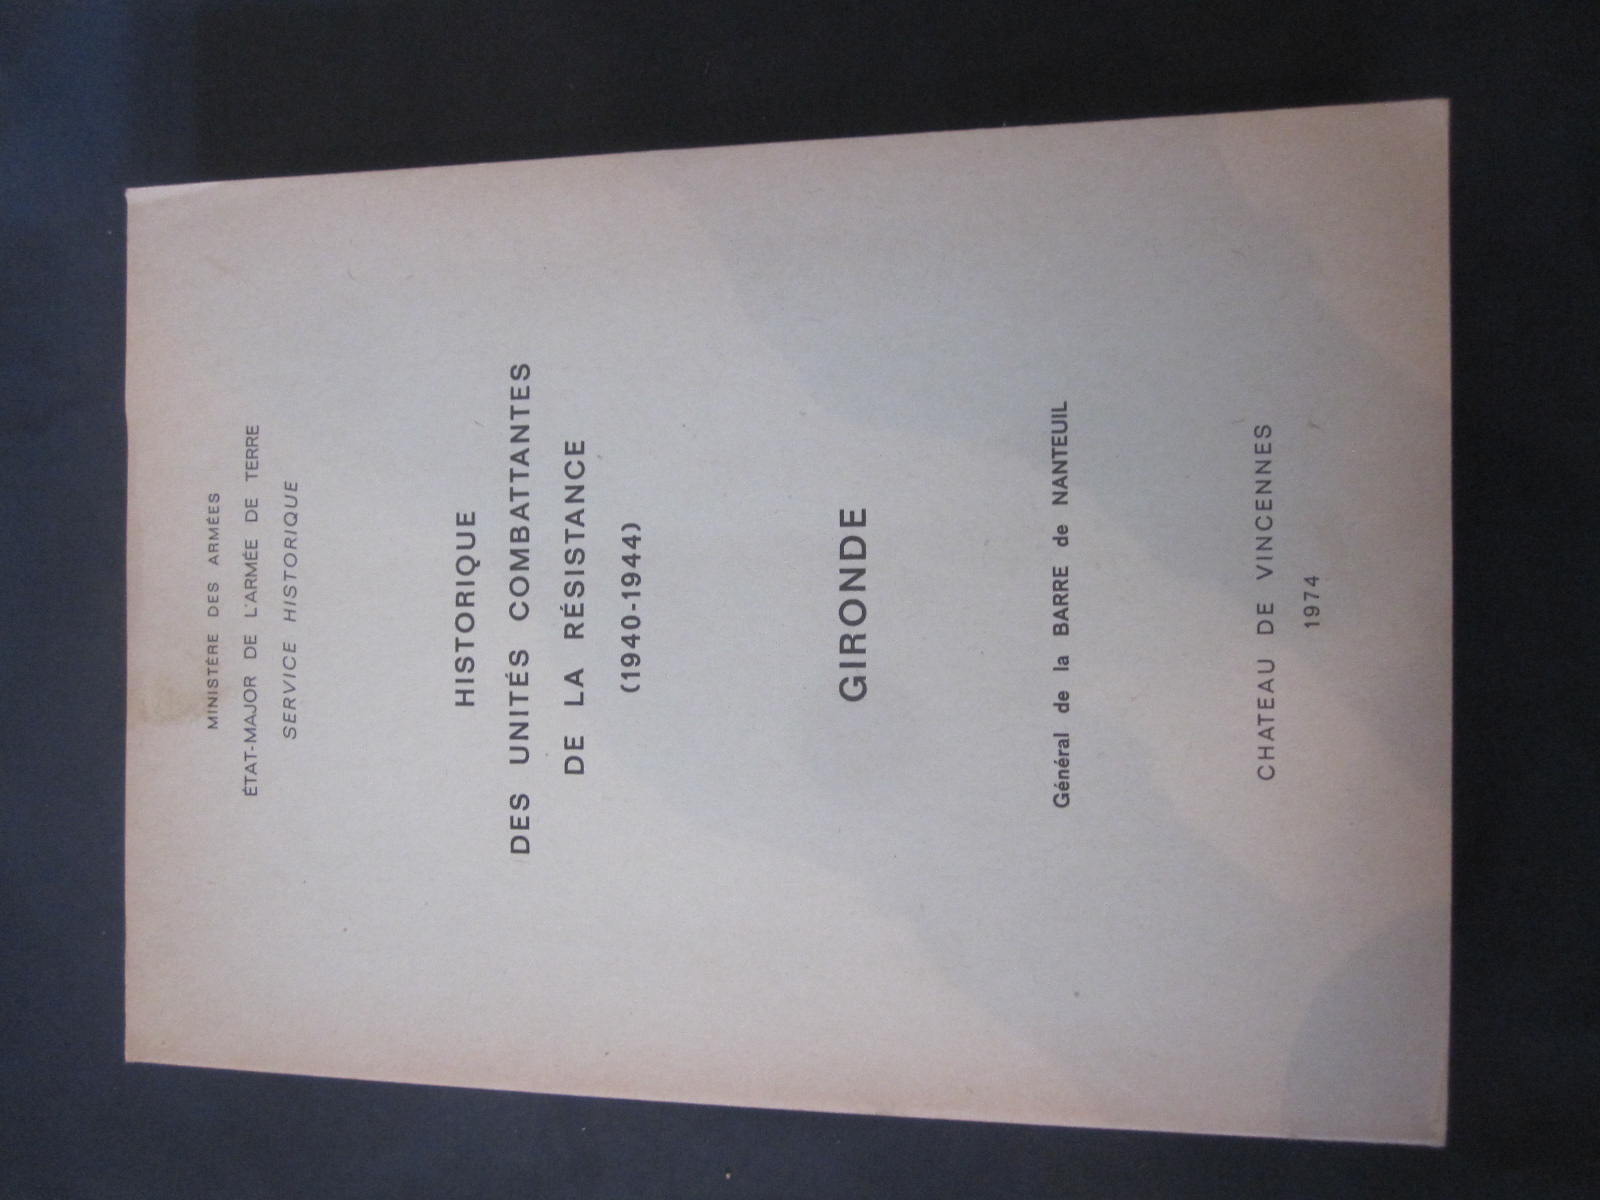 MINISTÈRE DES ARMÉES
ÉTAT-MAJOR DE L'ARMÉE DE TERRE
SERVICE HISTORIQUE
HISTORIQUE
DES UNITÉS COMBATTANTES
DE LA RÉSISTANCE
(1940-1944)
GIRONDE
Général de la BARRE de NANTEUIL
CHATEAU DE VINCENNES
1974